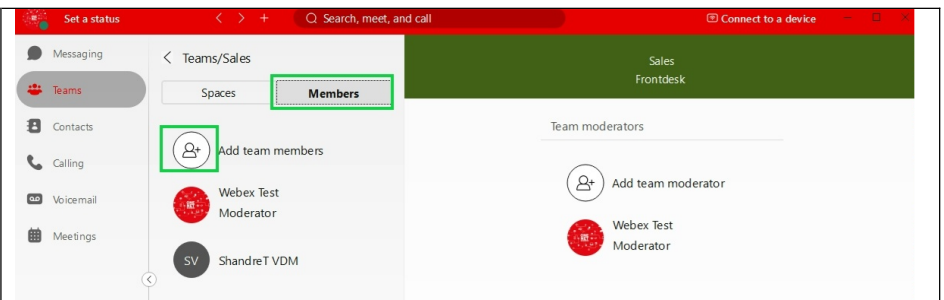 Set a status
Search, meet, and call
Connect to a device
Messaging
Teams
Contacts
Calling
Voicemail
Meetings
Teams/Sales
Spaces
Members
Add team members
Webex Test
Moderator
SV
ShandreT VDM
Sales
Frontdesk
Team moderators
Add team moderator
Webex Test
Moderator